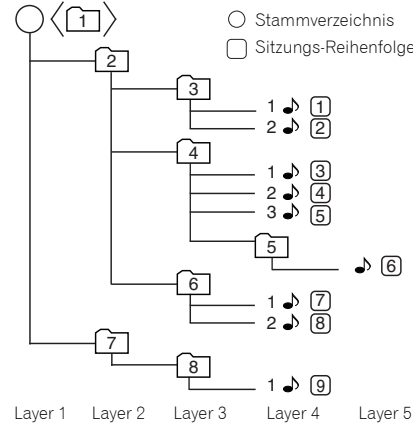 〈1〉
Stammverzeichnis
Sitzungs-Reihenfolge
2
3
1 ♪ 1
2 ♪ 2
4
1 ♪ 3
2 ♪ 4
3 ♪ 5
5
♪ 6
6
1 ♪ 7
2 ♪ 8
7
8
1 ♪ 9
Layer 1 Layer 2 Layer 3 Layer 4 Layer 5